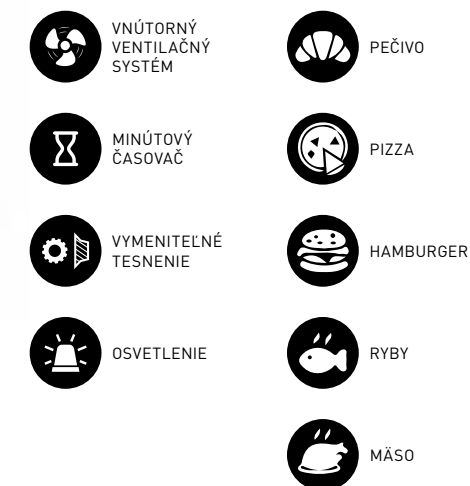 VNÚTORNÝ
VENTILAČNÝ
SYSTÉM
MINÚTOVÝ
ČASOVAČ
VYMENITEĽNÉ
TESNENIE
OSVETLENIE
PEČIVO
PIZZA
HAMBURGER
RYBY
MÄSO